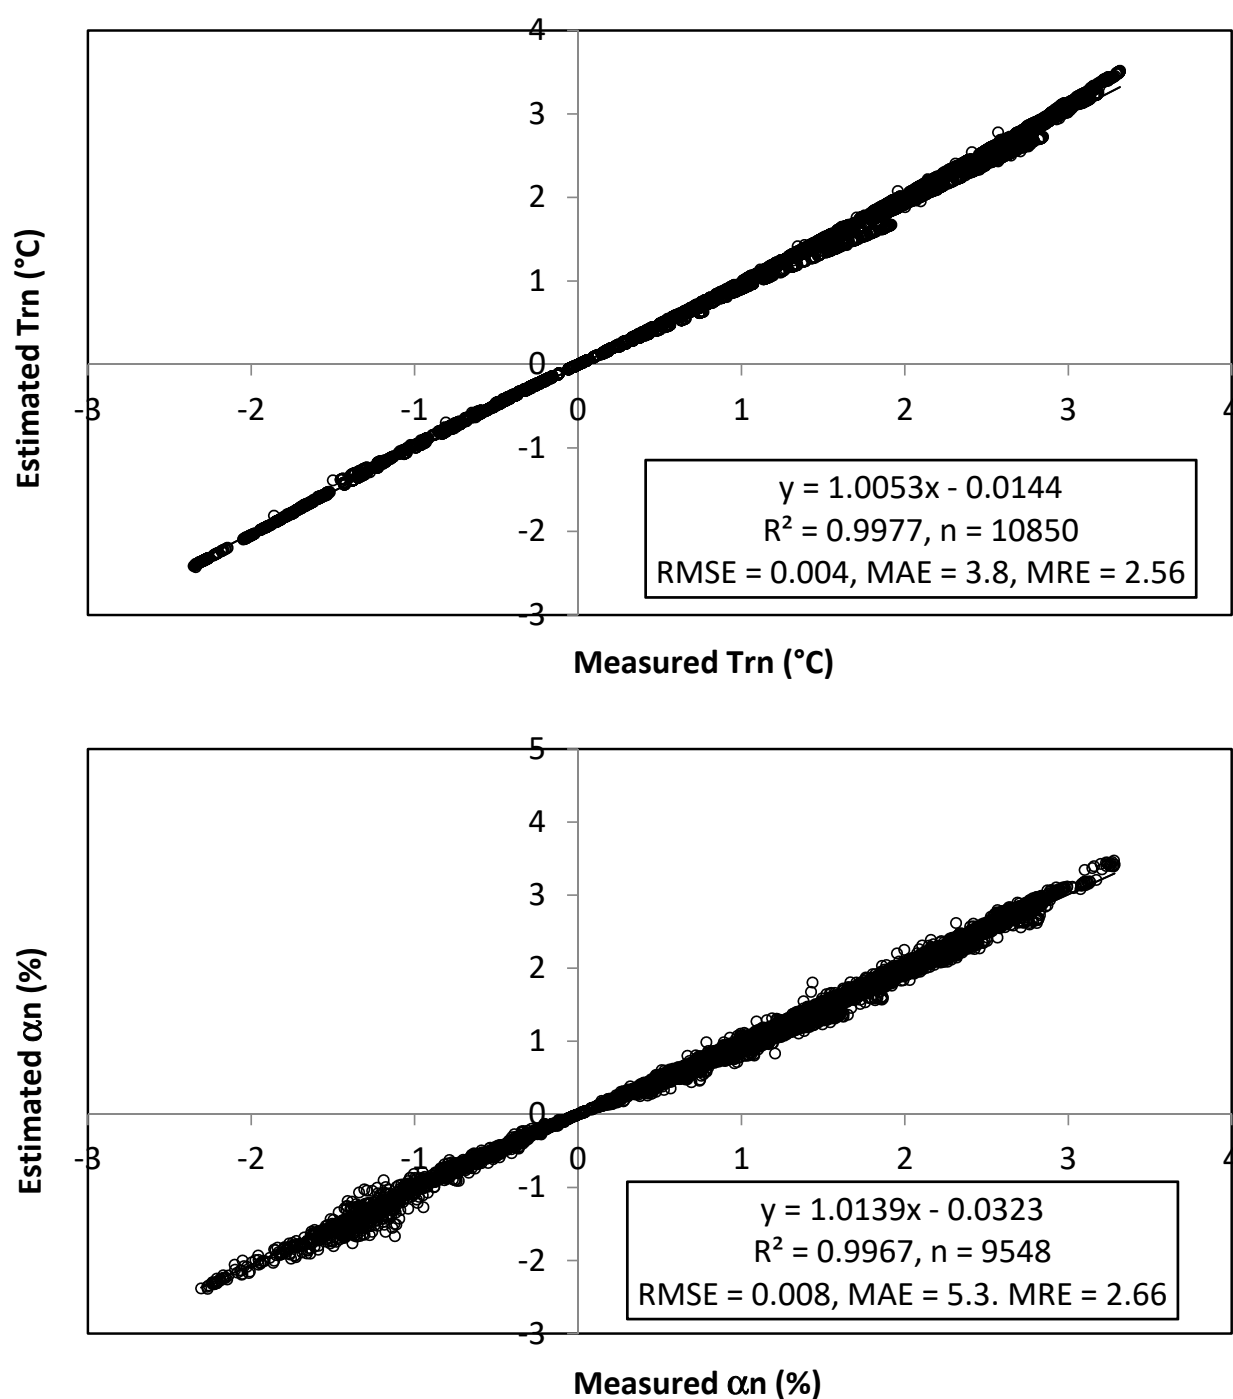 4
3
2
1
0
-1
-2
-3
-3 -2 -1 0 1 2 3 4
Estimated Trn (°C)
y = 1.0053x - 0.0144
R² = 0.9977, n = 10850
RMSE = 0.004, MAE = 3.8, MRE = 2.56
Measured Trn (°C)
5
4
3
2
1
0
-1
-2
-3
-3 -2 -1 0 1 2 3 4
Estimated αn (%)
y = 1.0139x - 0.0323
R² = 0.9967, n = 9548
RMSE = 0.008, MAE = 5.3. MRE = 2.66
Measured αn (%)